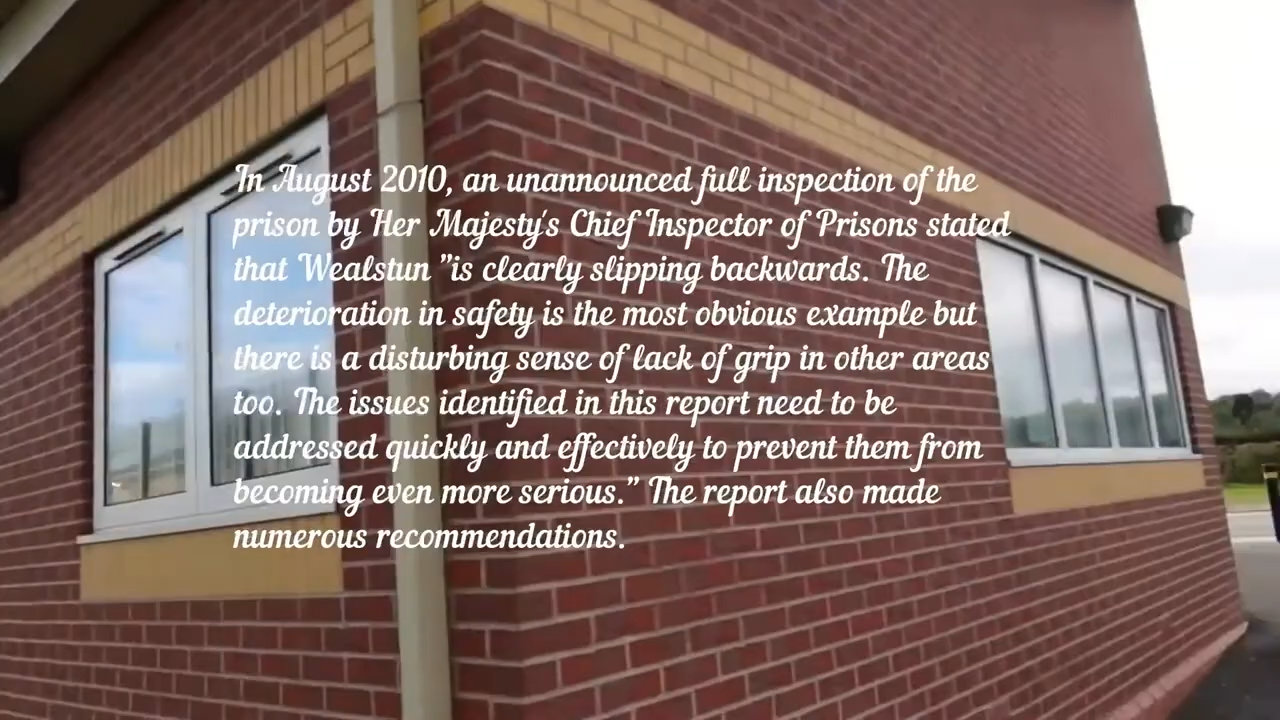 In August 2010, an unannounced full inspection of the
prison by Her Majesty's Chief Inspector of Prisons stated
that Wealstun "is clearly slipping backwards. The
deterioration in safety is the most obvious example but
there is a disturbing sense of lack of grip in other areas
too. The issues identified in this report need to be
addressed quickly and effectively to prevent them from
becoming even more serious." The report also made
numerous recommendations.